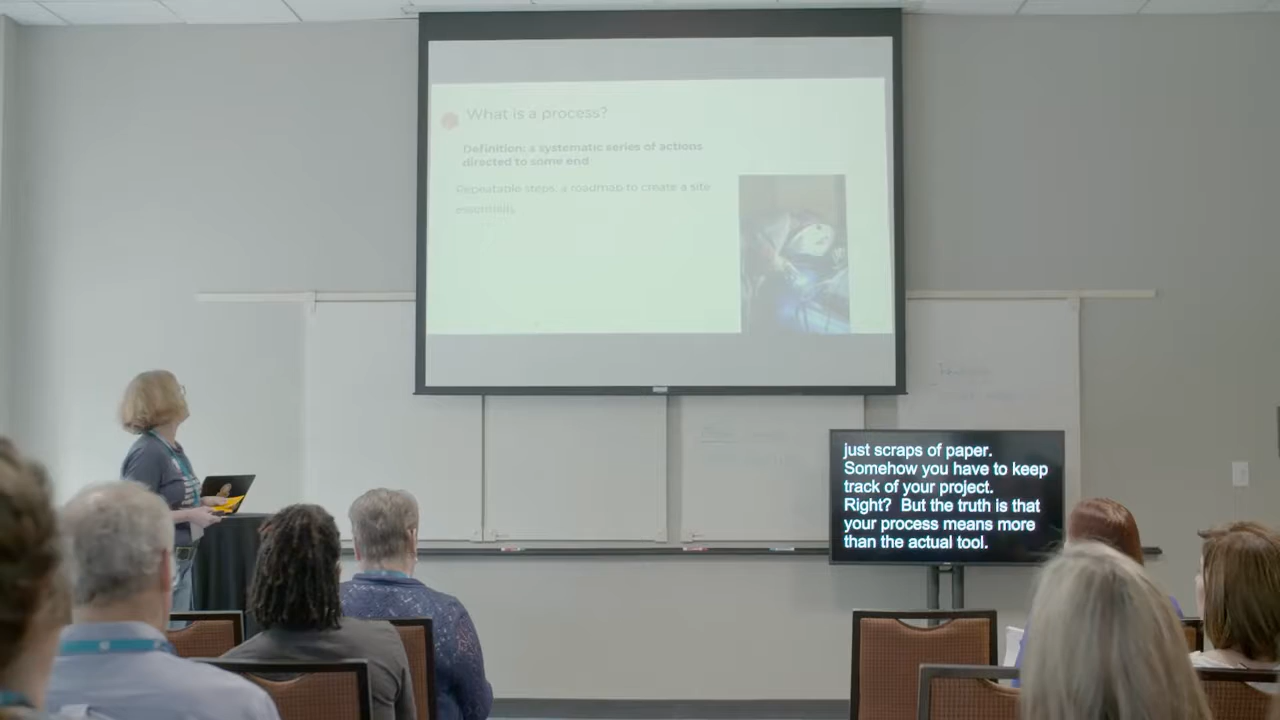 What is a process?
Definition: a systematic series of actions
directed to some end
Repeatable steps, a roadmap to create a site
essentially.
just scraps of paper.
Somehow you have to keep
track of your project.
Right?  But the truth is that
your process means more
than the actual tool.